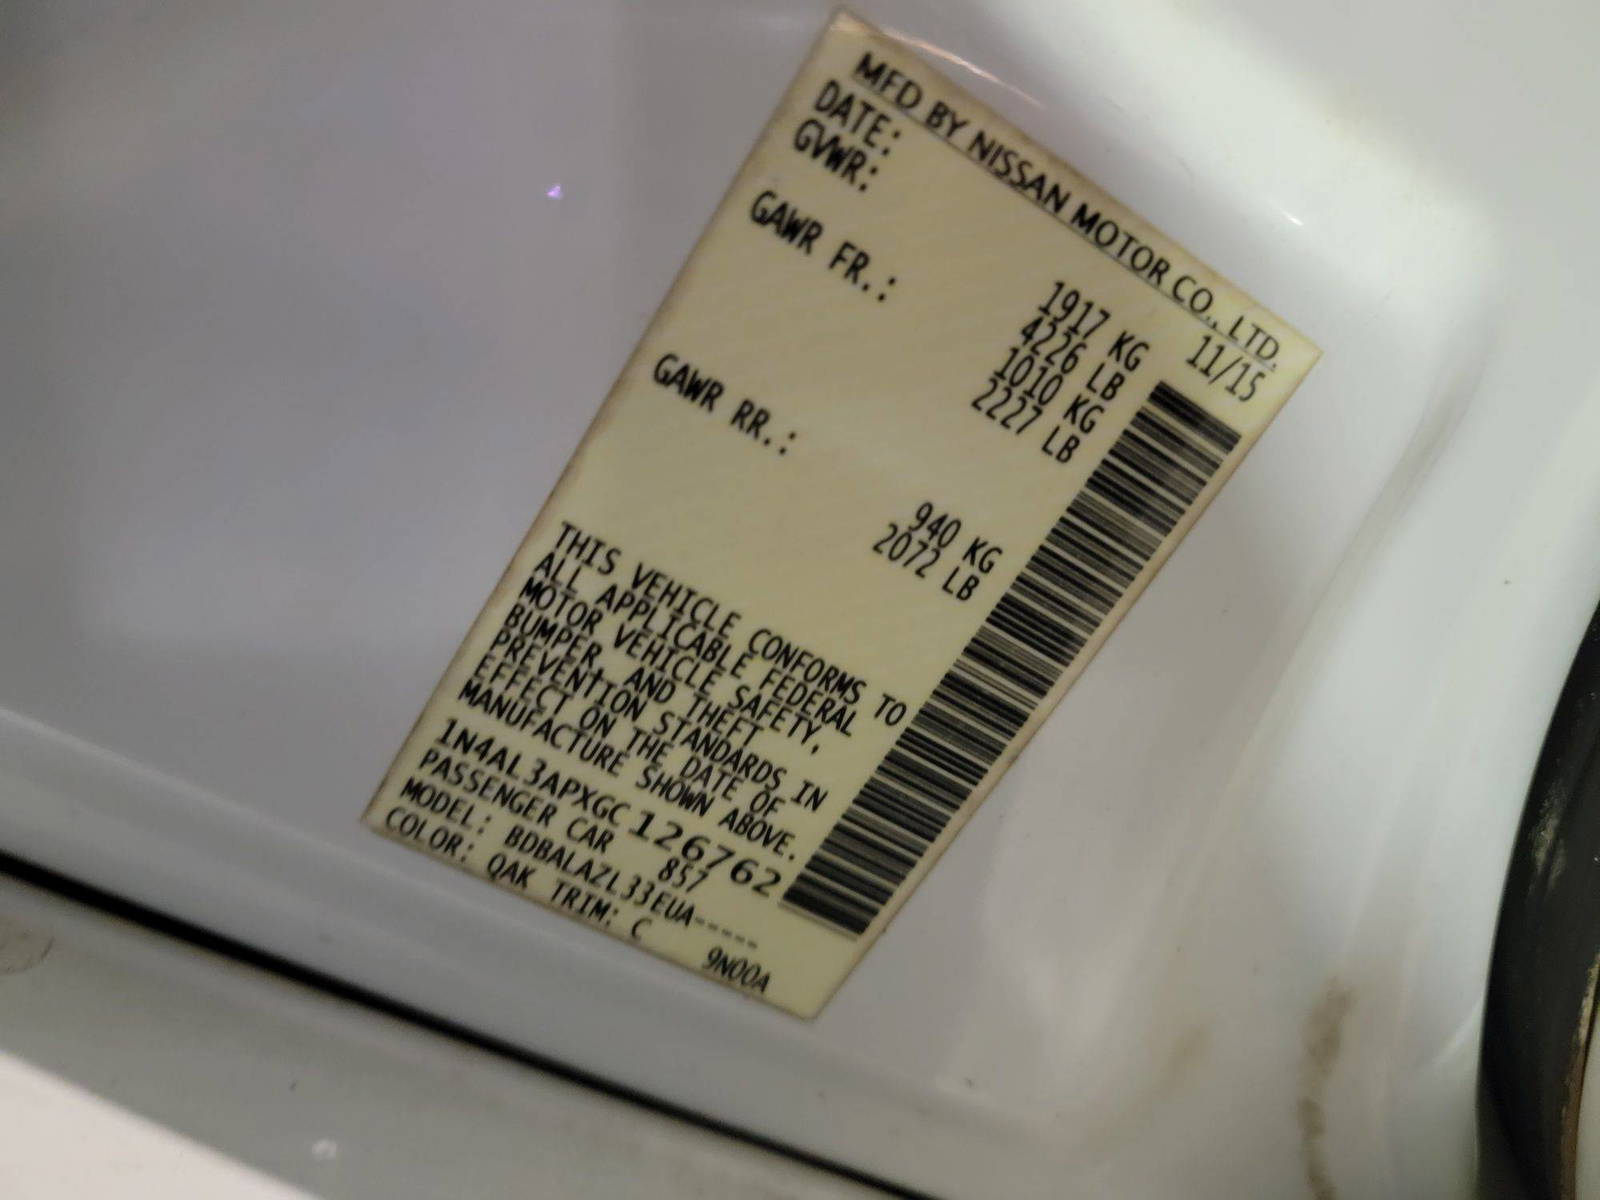 MFD BY NISSAN MOTOR CO., LTD.
DATE: 11/15
GVWR: 1917 KG
4226 LB
GAWR FR.: 1010 KG
2227 LB
GAWR RR.: 940 KG
2072 LB
THIS VEHICLE CONFORMS TO
ALL APPLICABLE FEDERAL
MOTOR VEHICLE SAFETY,
BUMPER, AND THEFT
PREVENTION STANDARDS IN
EFFECT ON THE DATE OF
MANUFACTURE SHOWN ABOVE.
1N4AL3APXGC126762
PASSENGER CAR 857
MODEL: BDBALAZL33EUA-----
COLOR: QAK TRIM: C 9N00A